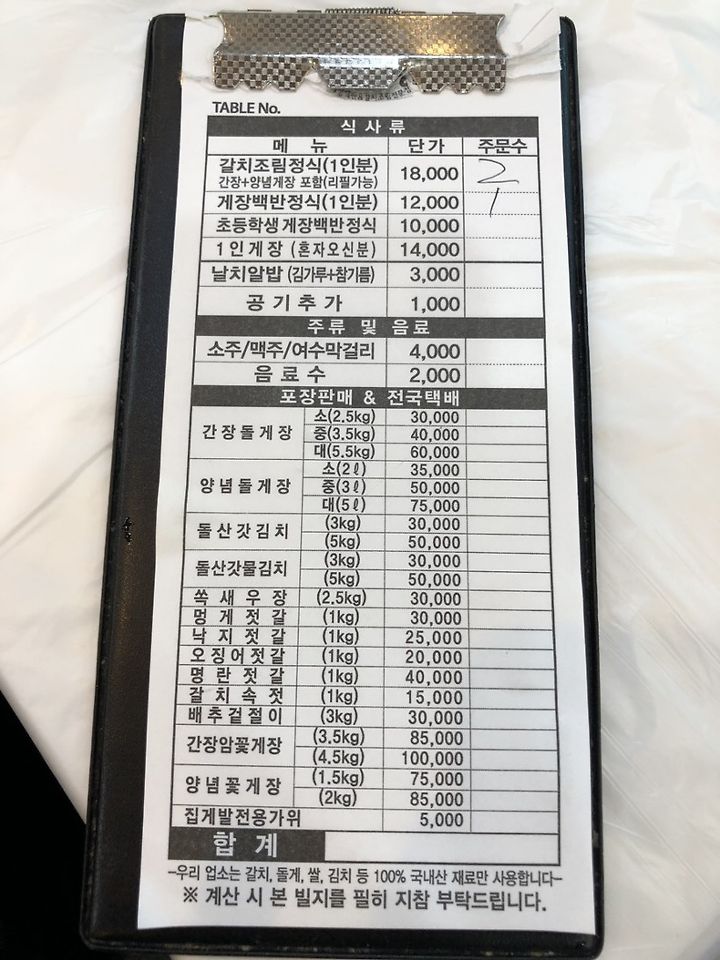 TABLE No.
식 사 류
메 뉴 단 가 주문수
갈치조림정식(1인분) 18,000 2
간장+양념게장 포함(리필가능)
게장백반정식(1인분) 12,000 1
초등학생게장백반정식 10,000
1인게장 (혼자오신분) 14,000
날치알밥 (김가루+참기름) 3,000
공 기 추 가 1,000
주류 및 음료
소주/맥주/여수막걸리 4,000
음 료 수 2,000
포장판매 & 전국택배
간장돌게장 소(2.5kg) 30,000
중(3.5kg) 40,000
대(5.5kg) 60,000
양념돌게장 소(2ℓ) 35,000
중(3ℓ) 50,000
대(5ℓ) 75,000
돌산갓김치 (3kg) 30,000
(5kg) 50,000
돌산갓물김치 (3kg) 30,000
(5kg) 50,000
쏙 새 우 장 (2.5kg) 30,000
멍 게 젓 갈 (1kg) 30,000
낙 지 젓 갈 (1kg) 25,000
오징어젓갈 (1kg) 20,000
명 란 젓 갈 (1kg) 40,000
갈 치 속 젓 (1kg) 15,000
배추겉절이 (3kg) 30,000
간장암꽃게장 (3.5kg) 85,000
(4.5kg) 100,000
양념꽃게장 (1.5kg) 75,000
(2kg) 85,000
집게발전용가위 5,000
합 계
-우리 업소는 갈치, 돌게, 쌀, 김치 등 100% 국내산 재료만 사용합니다-
※ 계산 시 본 빌지를 필히 지참 부탁드립니다.